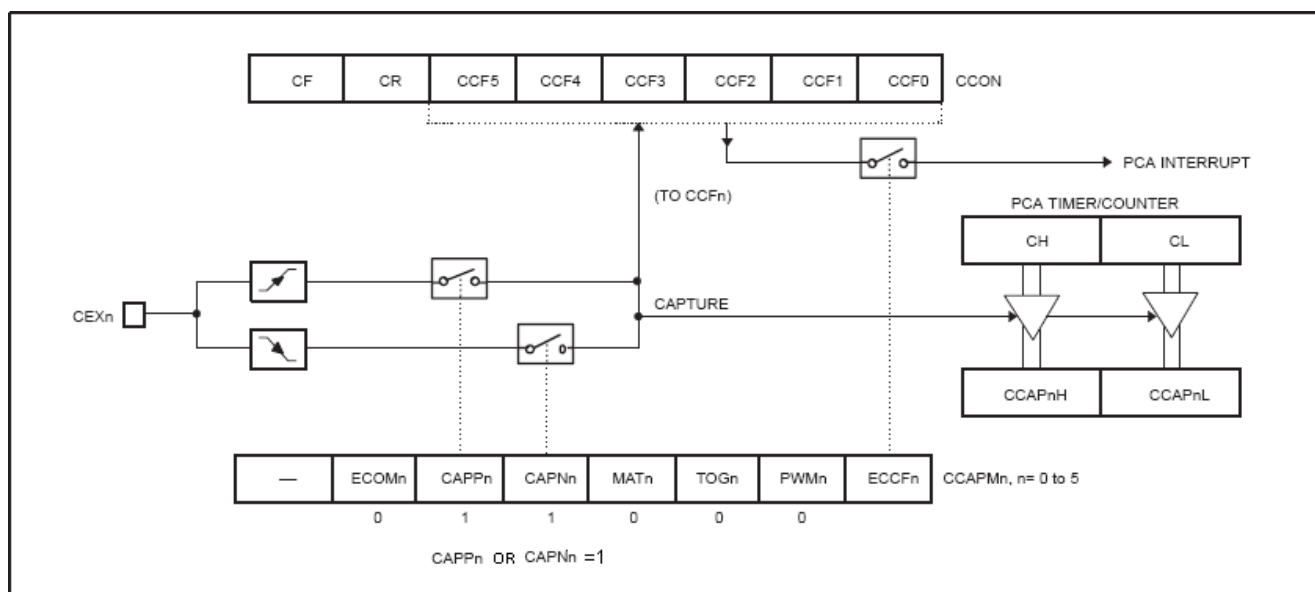 CF CR CCF5 CCF4 CCF3 CCF2 CCF1 CCF0 CCON
PCA INTERRUPT
(TO CCFn)
PCA TIMER/COUNTER
CH CL
CEXn
CAPTURE
CCAPnH CCAPnL
— ECOMn CAPPn CAPNn MATn TOGn PWMn ECCFn CCAPMn, n= 0 to 5
0 1 1 0 0 0
CAPPn OR CAPNn =1